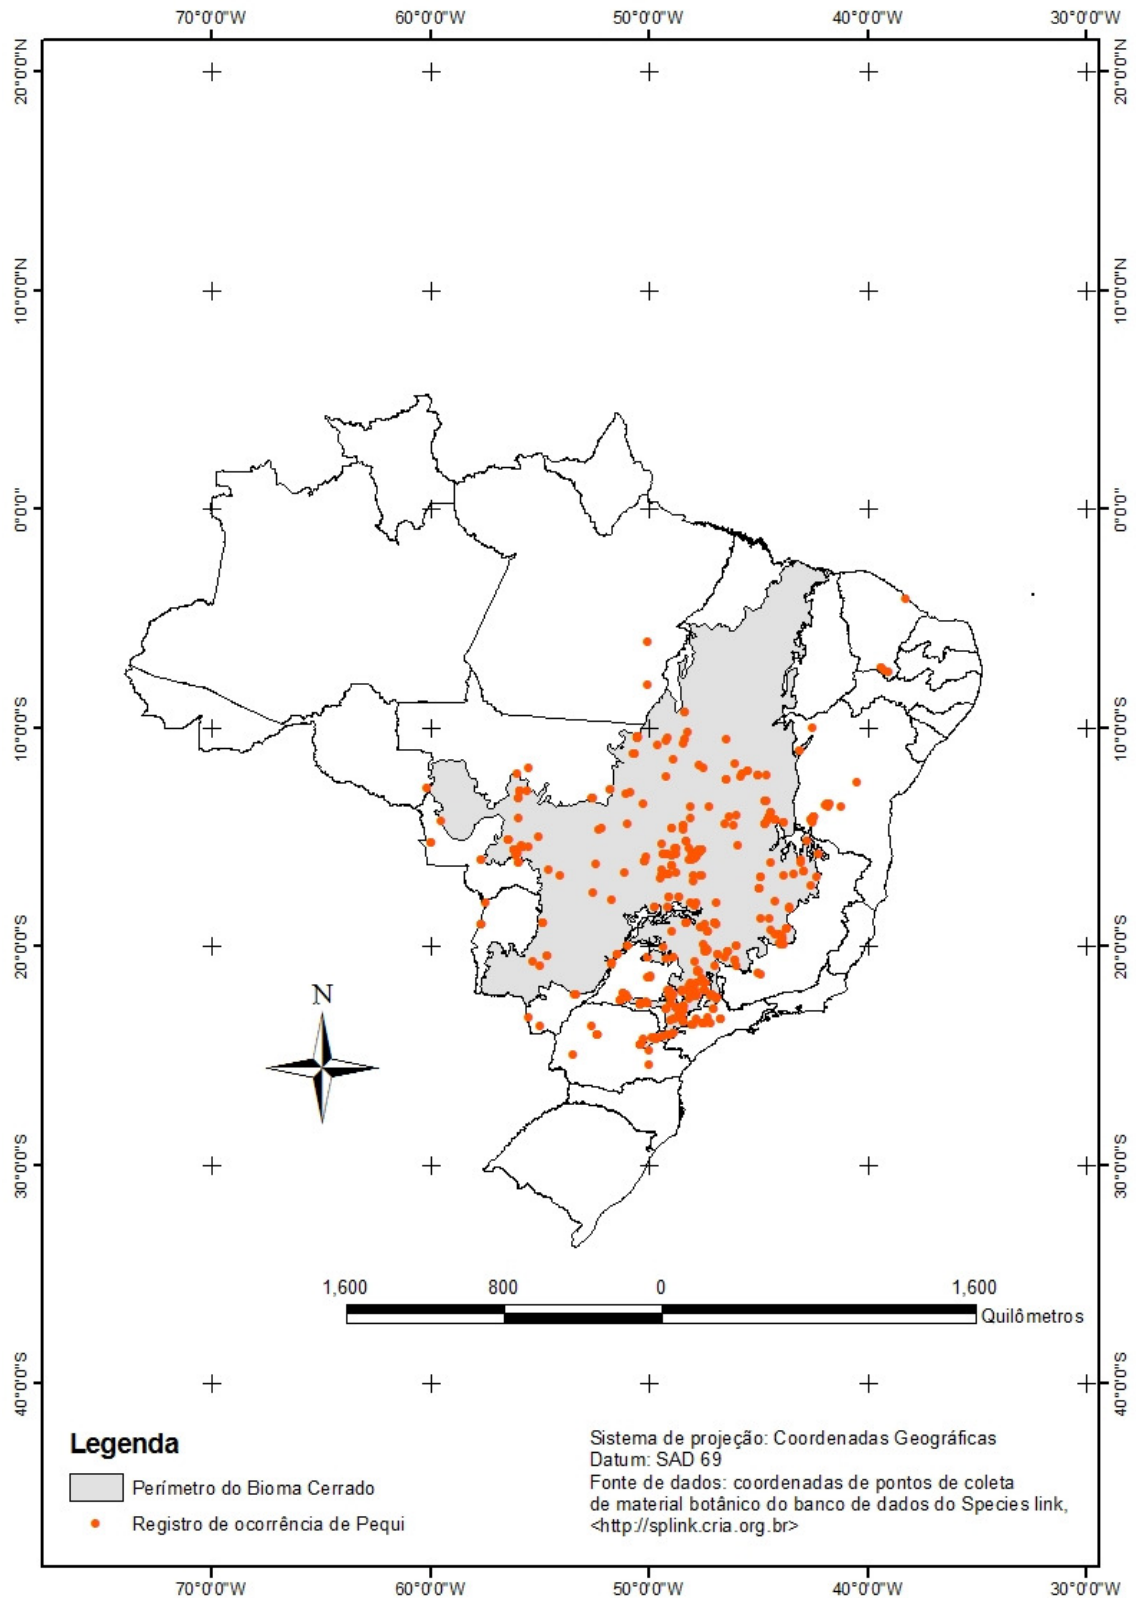 70°0'0"W 60°0'0"W 50°0'0"W 40°0'0"W 30°0'0"W
20°0'0"N 20°0'0"N
10°0'0"N 10°0'0"N
0°0'0" 0°0'0"
10°0'0"S 10°0'0"S
20°0'0"S 20°0'0"S
N
30°0'0"S 30°0'0"S
1,600 800 0 1,600
Quilômetros
40°0'0"S 40°0'0"S
Legenda
Perímetro do Bioma Cerrado
Registro de ocorrência de Pequi
Sistema de projeção: Coordenadas Geográficas
Datum: SAD 69
Fonte de dados: coordenadas de pontos de coleta
de material botânico do banco de dados do Species link,
<http://splink.cria.org.br>
70°0'0"W 60°0'0"W 50°0'0"W 40°0'0"W 30°0'0"W